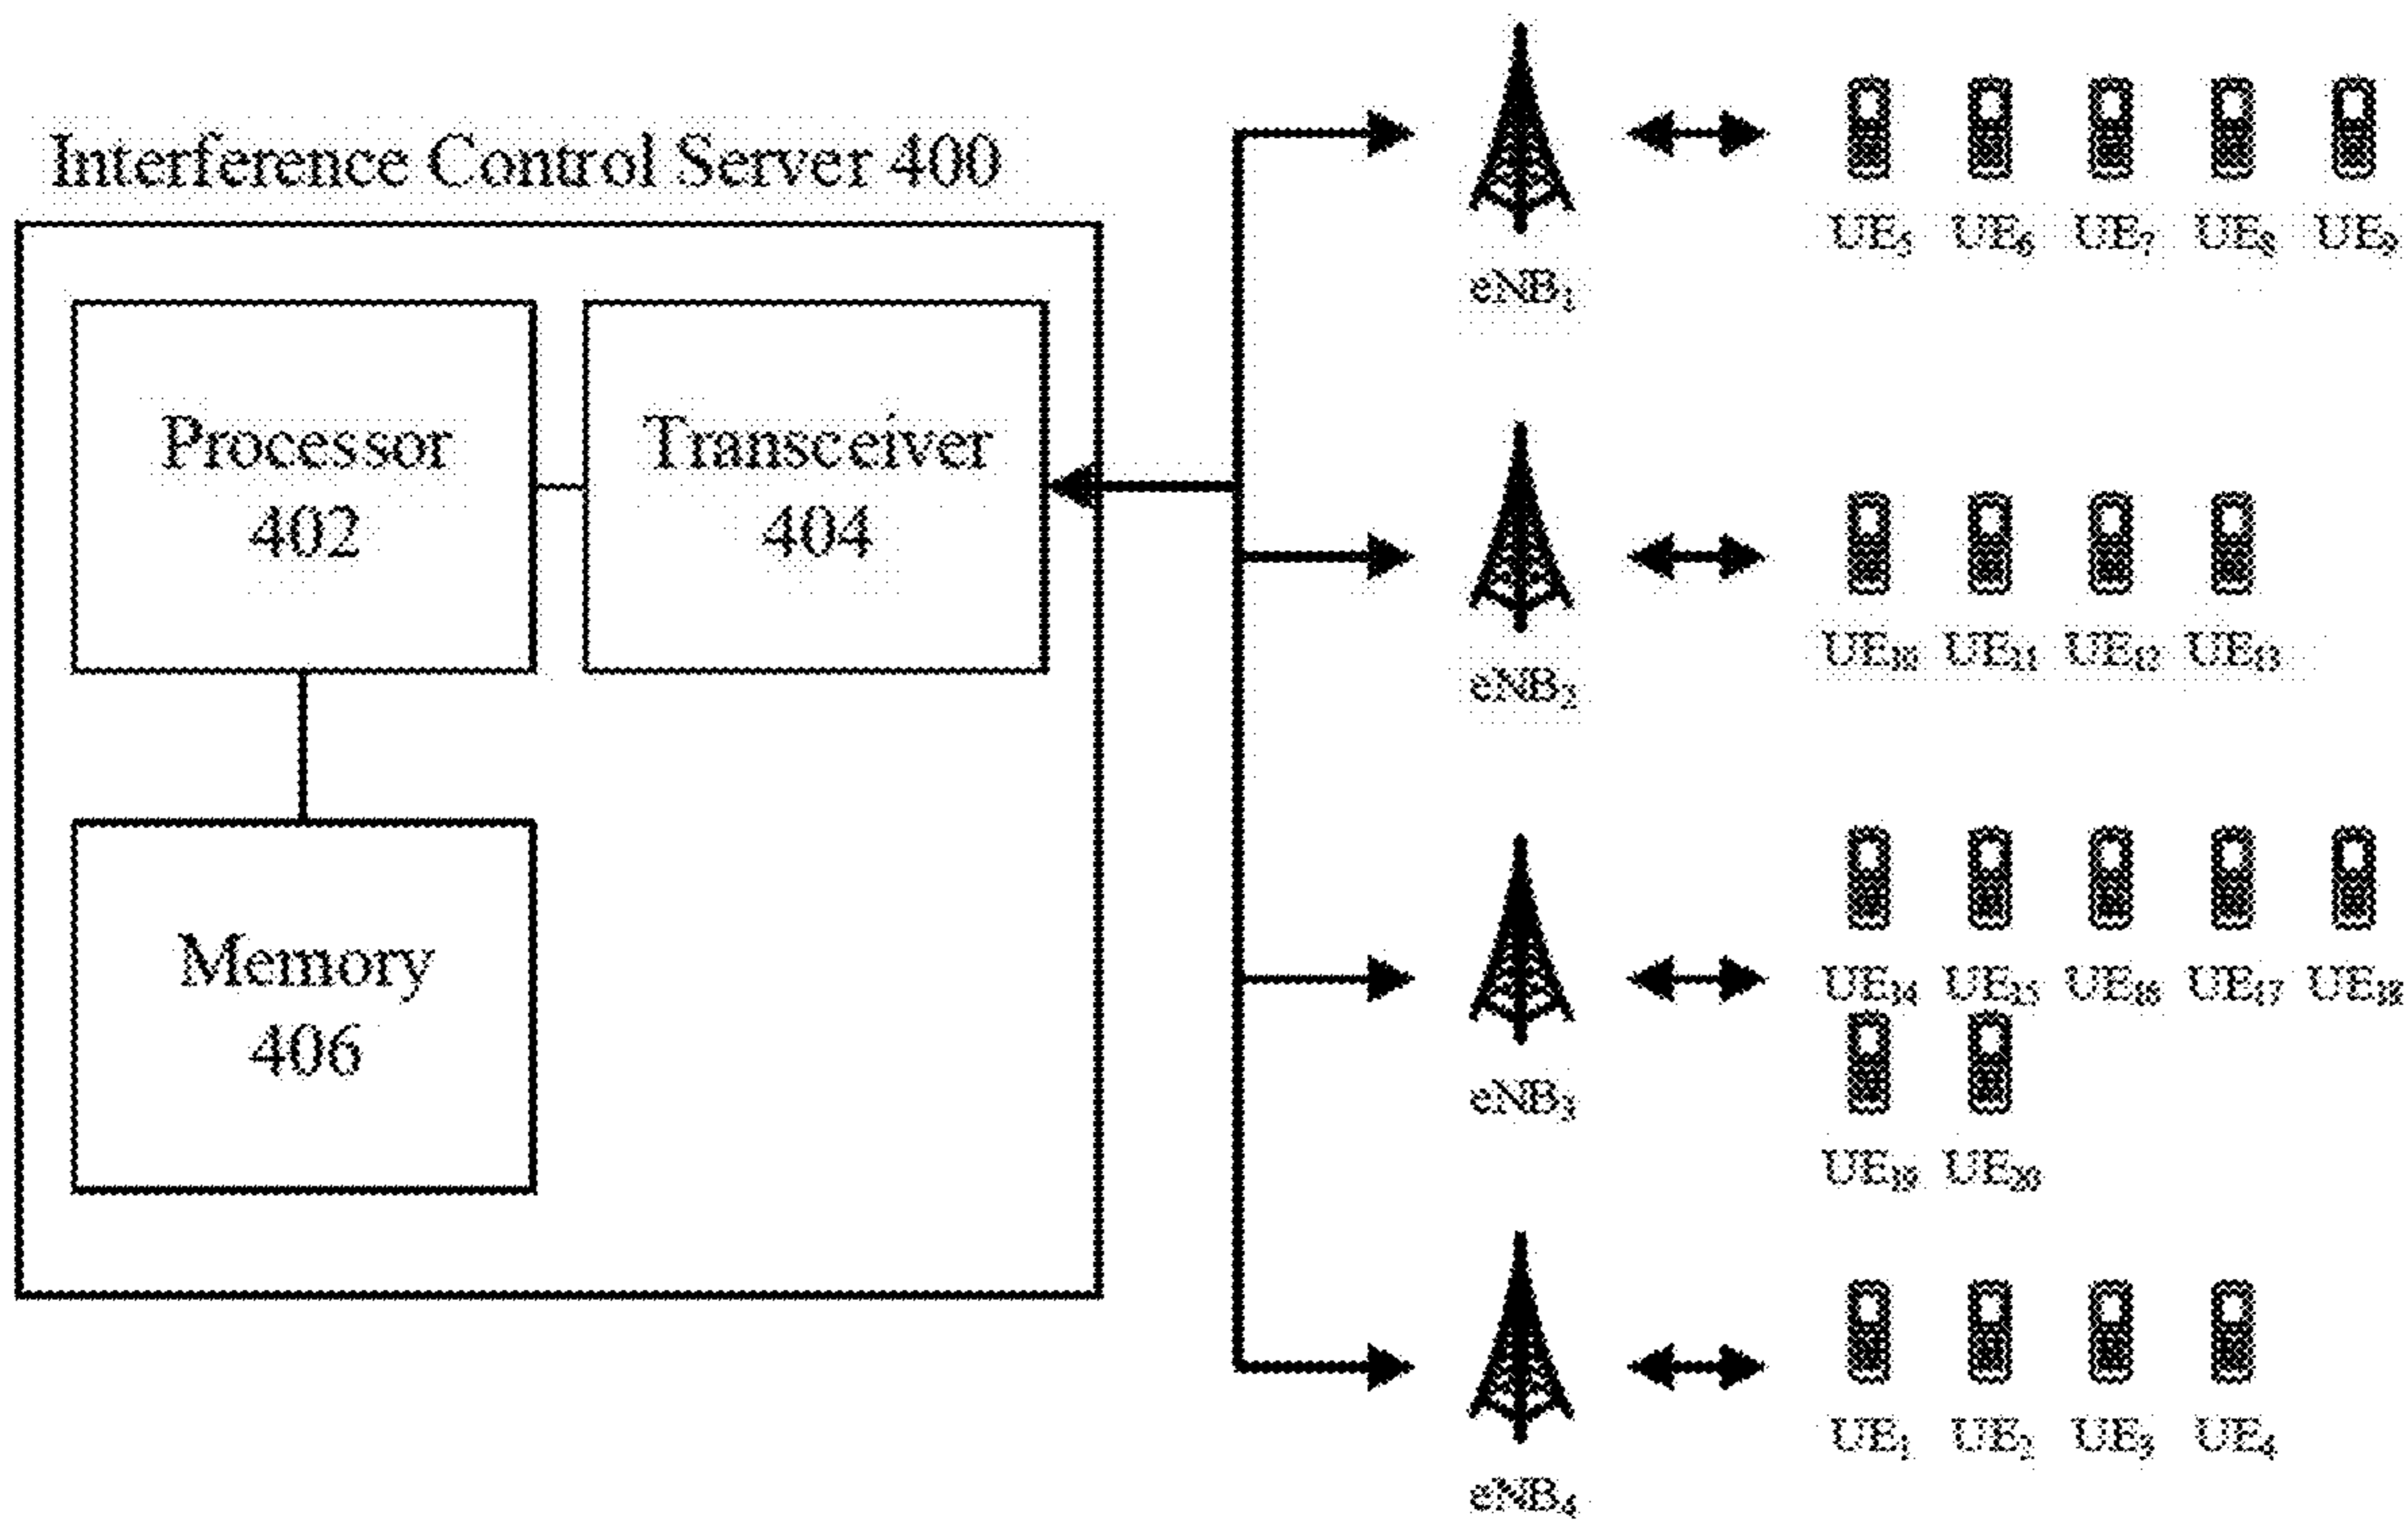 Interference Control Server 400
Processor
402
Transceiver
404
Memory
406
eNB₁
UE₅ UE₆ UE₇ UE₈ UE₉
eNB₂
UE₁₀ UE₁₁ UE₁₂ UE₁₃
eNB₃
UE₁₄ UE₁₅ UE₁₆ UE₁₇ UE₁₈
UE₁₉ UE₂₀
eNB₄
UE₁ UE₂ UE₃ UE₄